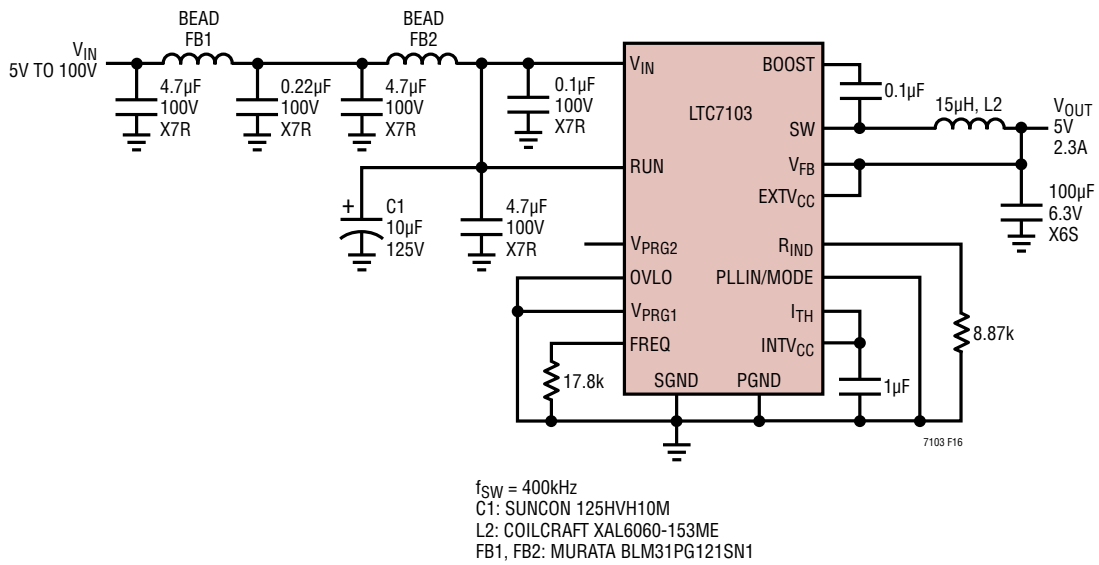 BEAD
FB1
BEAD
FB2
VIN
5V TO 100V
4.7µF
100V
X7R
0.22µF
100V
X7R
4.7µF
100V
X7R
0.1µF
100V
X7R
+
C1
10µF
125V
4.7µF
100V
X7R
VIN
RUN
VPRG2
OVLO
VPRG1
FREQ
17.8k
LTC7103
SGND
PGND
BOOST
SW
VFB
EXTVCC
RIND
PLLIN/MODE
ITH
INTVCC
0.1µF
15µH, L2
VOUT
5V
2.3A
100µF
6.3V
X6S
8.87k
1µF
7103 F16
fSW = 400kHz
C1: SUNCON 125HVH10M
L2: COILCRAFT XAL6060-153ME
FB1, FB2: MURATA BLM31PG121SN1